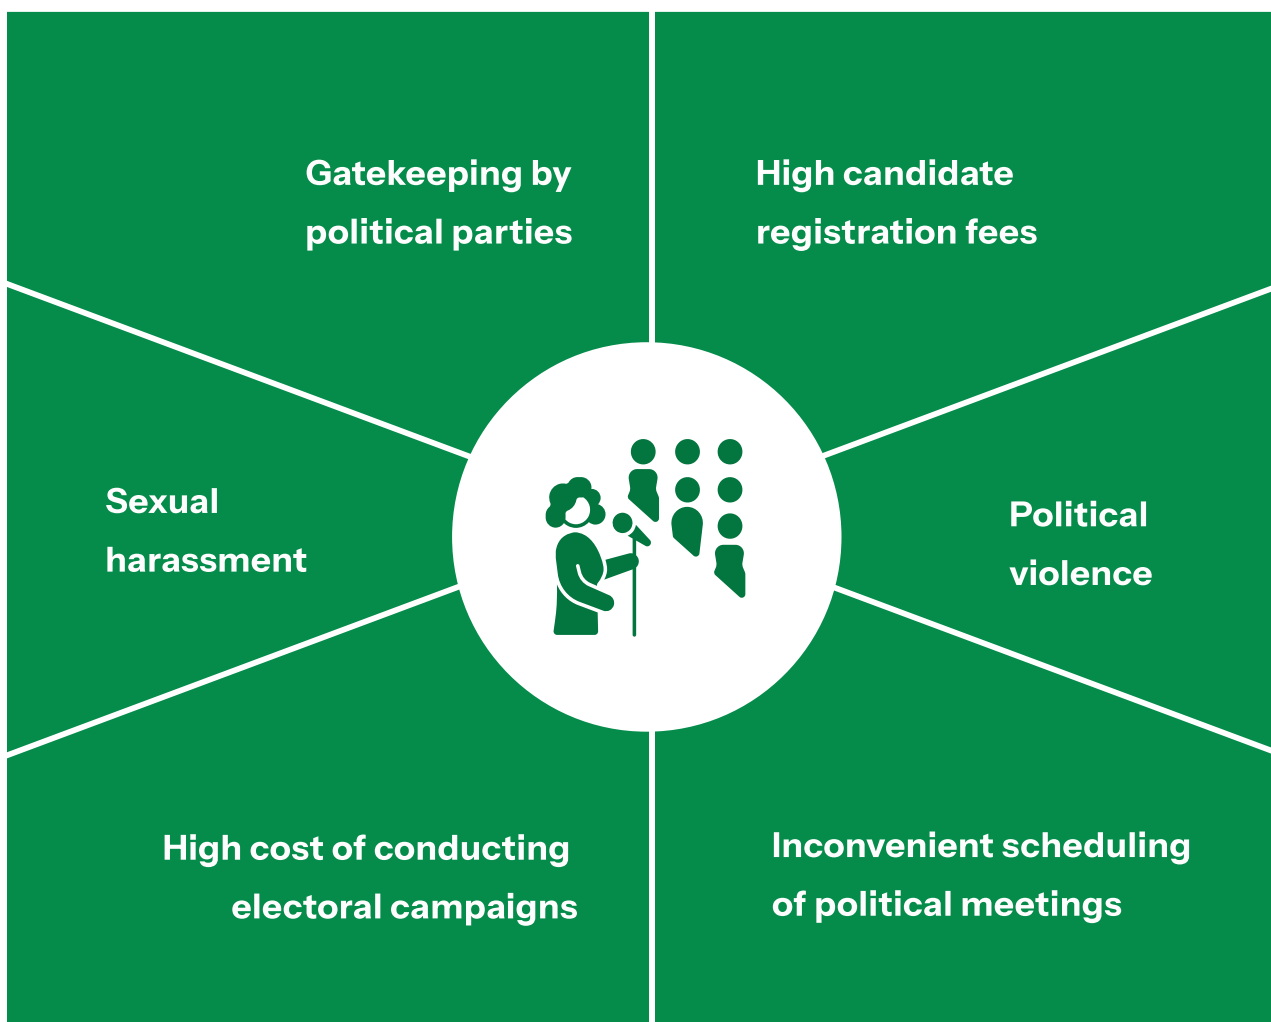 Gatekeeping by
political parties
High candidate
registration fees
Sexual
harassment
Political
violence
High cost of conducting
electoral campaigns
Inconvenient scheduling
of political meetings